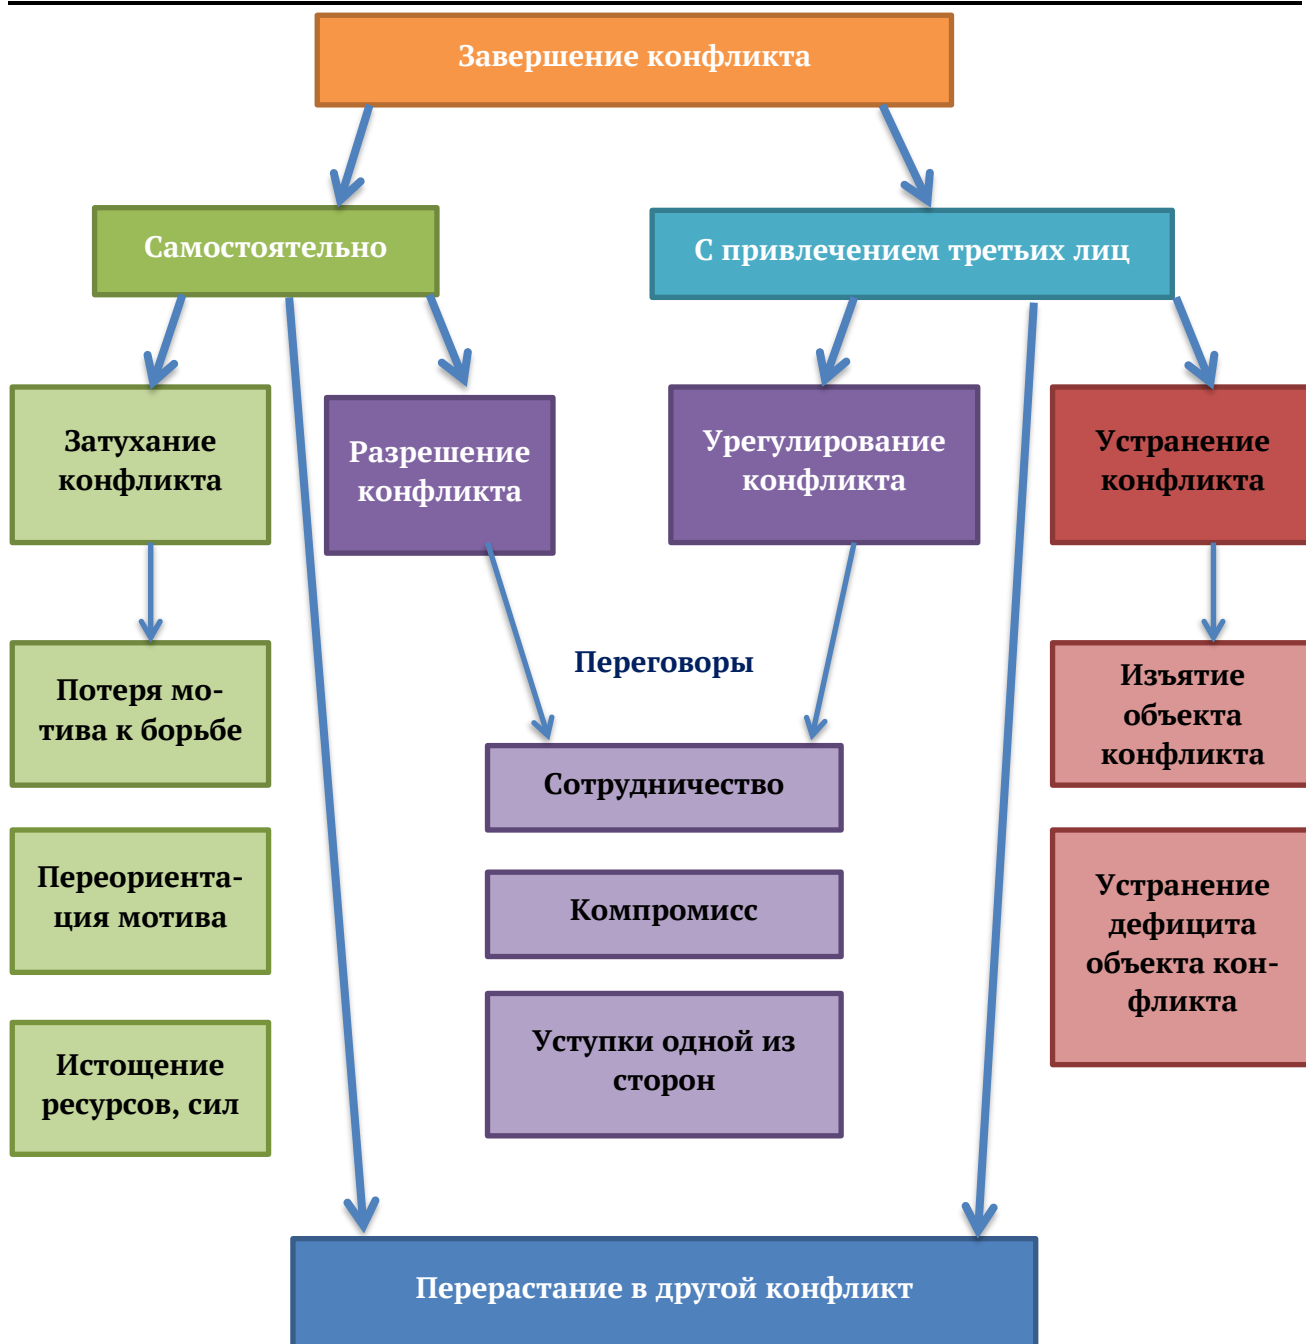 Завершение конфликта
Самостоятельно
С привлечением третьих лиц
Затухание
конфликта
Разрешение
конфликта
Урегулирование
конфликта
Устранение
конфликта
Переговоры
Потеря мо-
тива к борьбе
Переориента-
ция мотива
Истощение
ресурсов, сил
Сотрудничество
Компромисс
Уступки одной из
сторон
Изъятие
объекта
конфликта
Устранение
дефицита
объекта кон-
фликта
Перерастание в другой конфликт